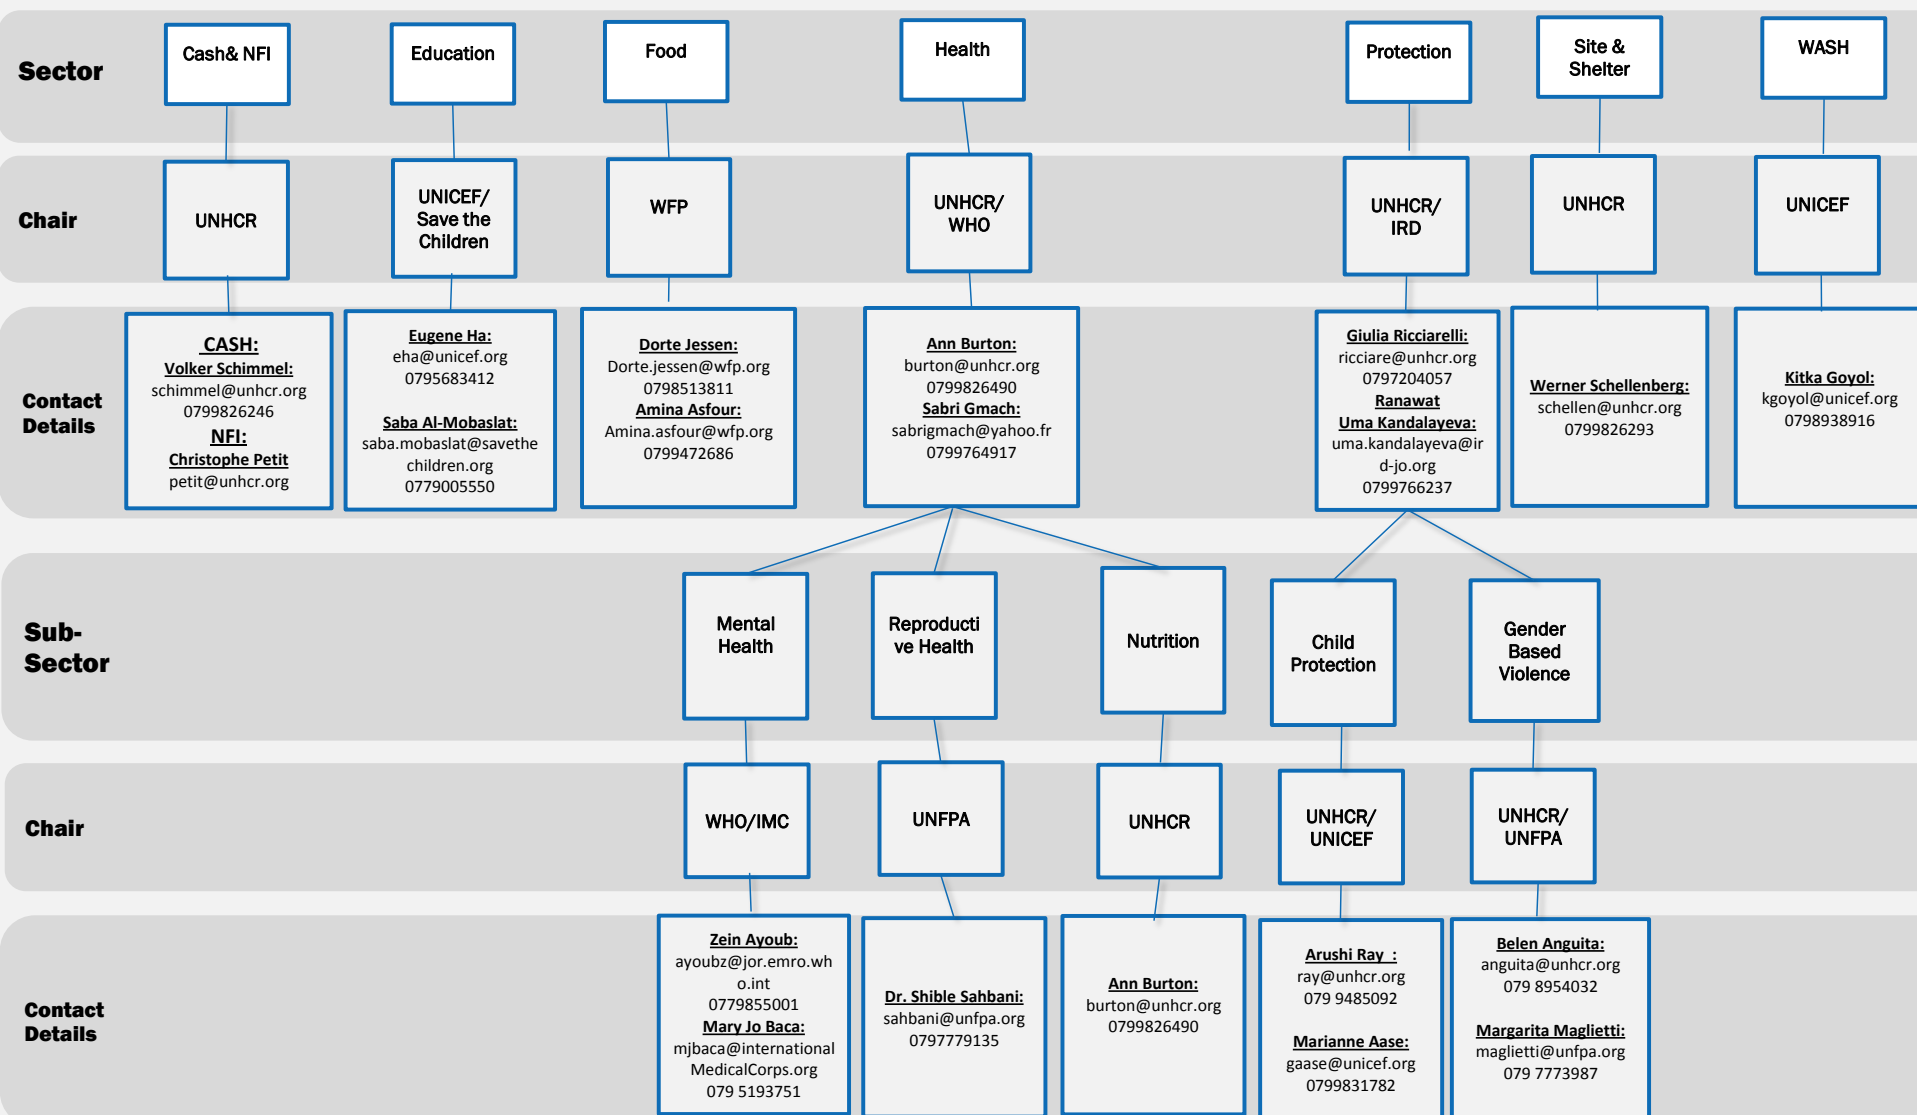 Sector
Cash& NFI
Education
Food
Health
Protection
Site &
Shelter
WASH
Chair
UNHCR
UNICEF/
Save the
Children
WFP
UNHCR/
WHO
UNHCR/
IRD
UNHCR
UNICEF
Contact
Details
CASH:
Volker Schimmel:
schimmel@unhcr.org
0799826246
NFI:
Christophe Petit
petit@unhcr.org
Eugene Ha:
eha@unicef.org
0795683412
Saba Al-Mobaslat:
saba.mobaslat@savethe
children.org
0779005550
Dorte Jessen:
Dorte.jessen@wfp.org
0798513811
Amina Asfour:
Amina.asfour@wfp.org
0799472686
Ann Burton:
burton@unhcr.org
0799826490
Sabri Gmach:
sabrigmach@yahoo.fr
0799764917
Giulia Ricciarelli:
ricciare@unhcr.org
0797204057
Ranawat
Uma Kandalayeva:
uma.kandalayeva@ir
d-jo.org
0799766237
Werner Schellenberg:
schellen@unhcr.org
0799826293
Kitka Goyol:
kgoyol@unicef.org
0798938916
Sub-
Sector
Mental
Health
Reproducti
ve Health
Nutrition
Child
Protection
Gender
Based
Violence
Chair
WHO/IMC
UNFPA
UNHCR
UNHCR/
UNICEF
UNHCR/
UNFPA
Contact
Details
Zein Ayoub:
ayoubz@jor.emro.wh
o.int
0779855001
Mary Jo Baca:
mjbaca@international
MedicalCorps.org
079 5193751
Dr. Shible Sahbani:
sahbani@unfpa.org
0797779135
Ann Burton:
burton@unhcr.org
0799826490
Arushi Ray :
ray@unhcr.org
079 9485092
Marianne Aase:
gaase@unicef.org
0799831782
Belen Anguita:
anguita@unhcr.org
079 8954032
Margarita Maglietti:
maglietti@unfpa.org
079 7773987